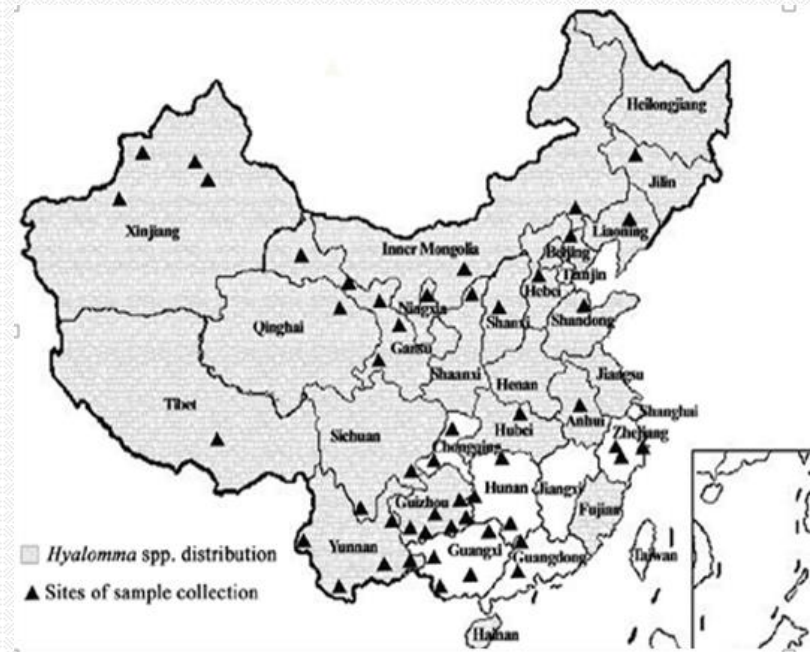 Heilongjiang
Jilin
Liaoning
Xinjiang
Inner Mongolia
Beijing
Tianjin
Hebei
Ningxia
Shanxi
Shandong
Qinghai
Gansu
Shaanxi
Henan
Jiangsu
Tibet
Sichuan
Anhui
Shanghai
Hubei
Zhejiang
Chongqing
Hunan
Jiangxi
Guizhou
Fujian
Yunnan
Guangxi
Guangdong
Taiwan
Hainan
Hyalomma spp. distribution
Sites of sample collection